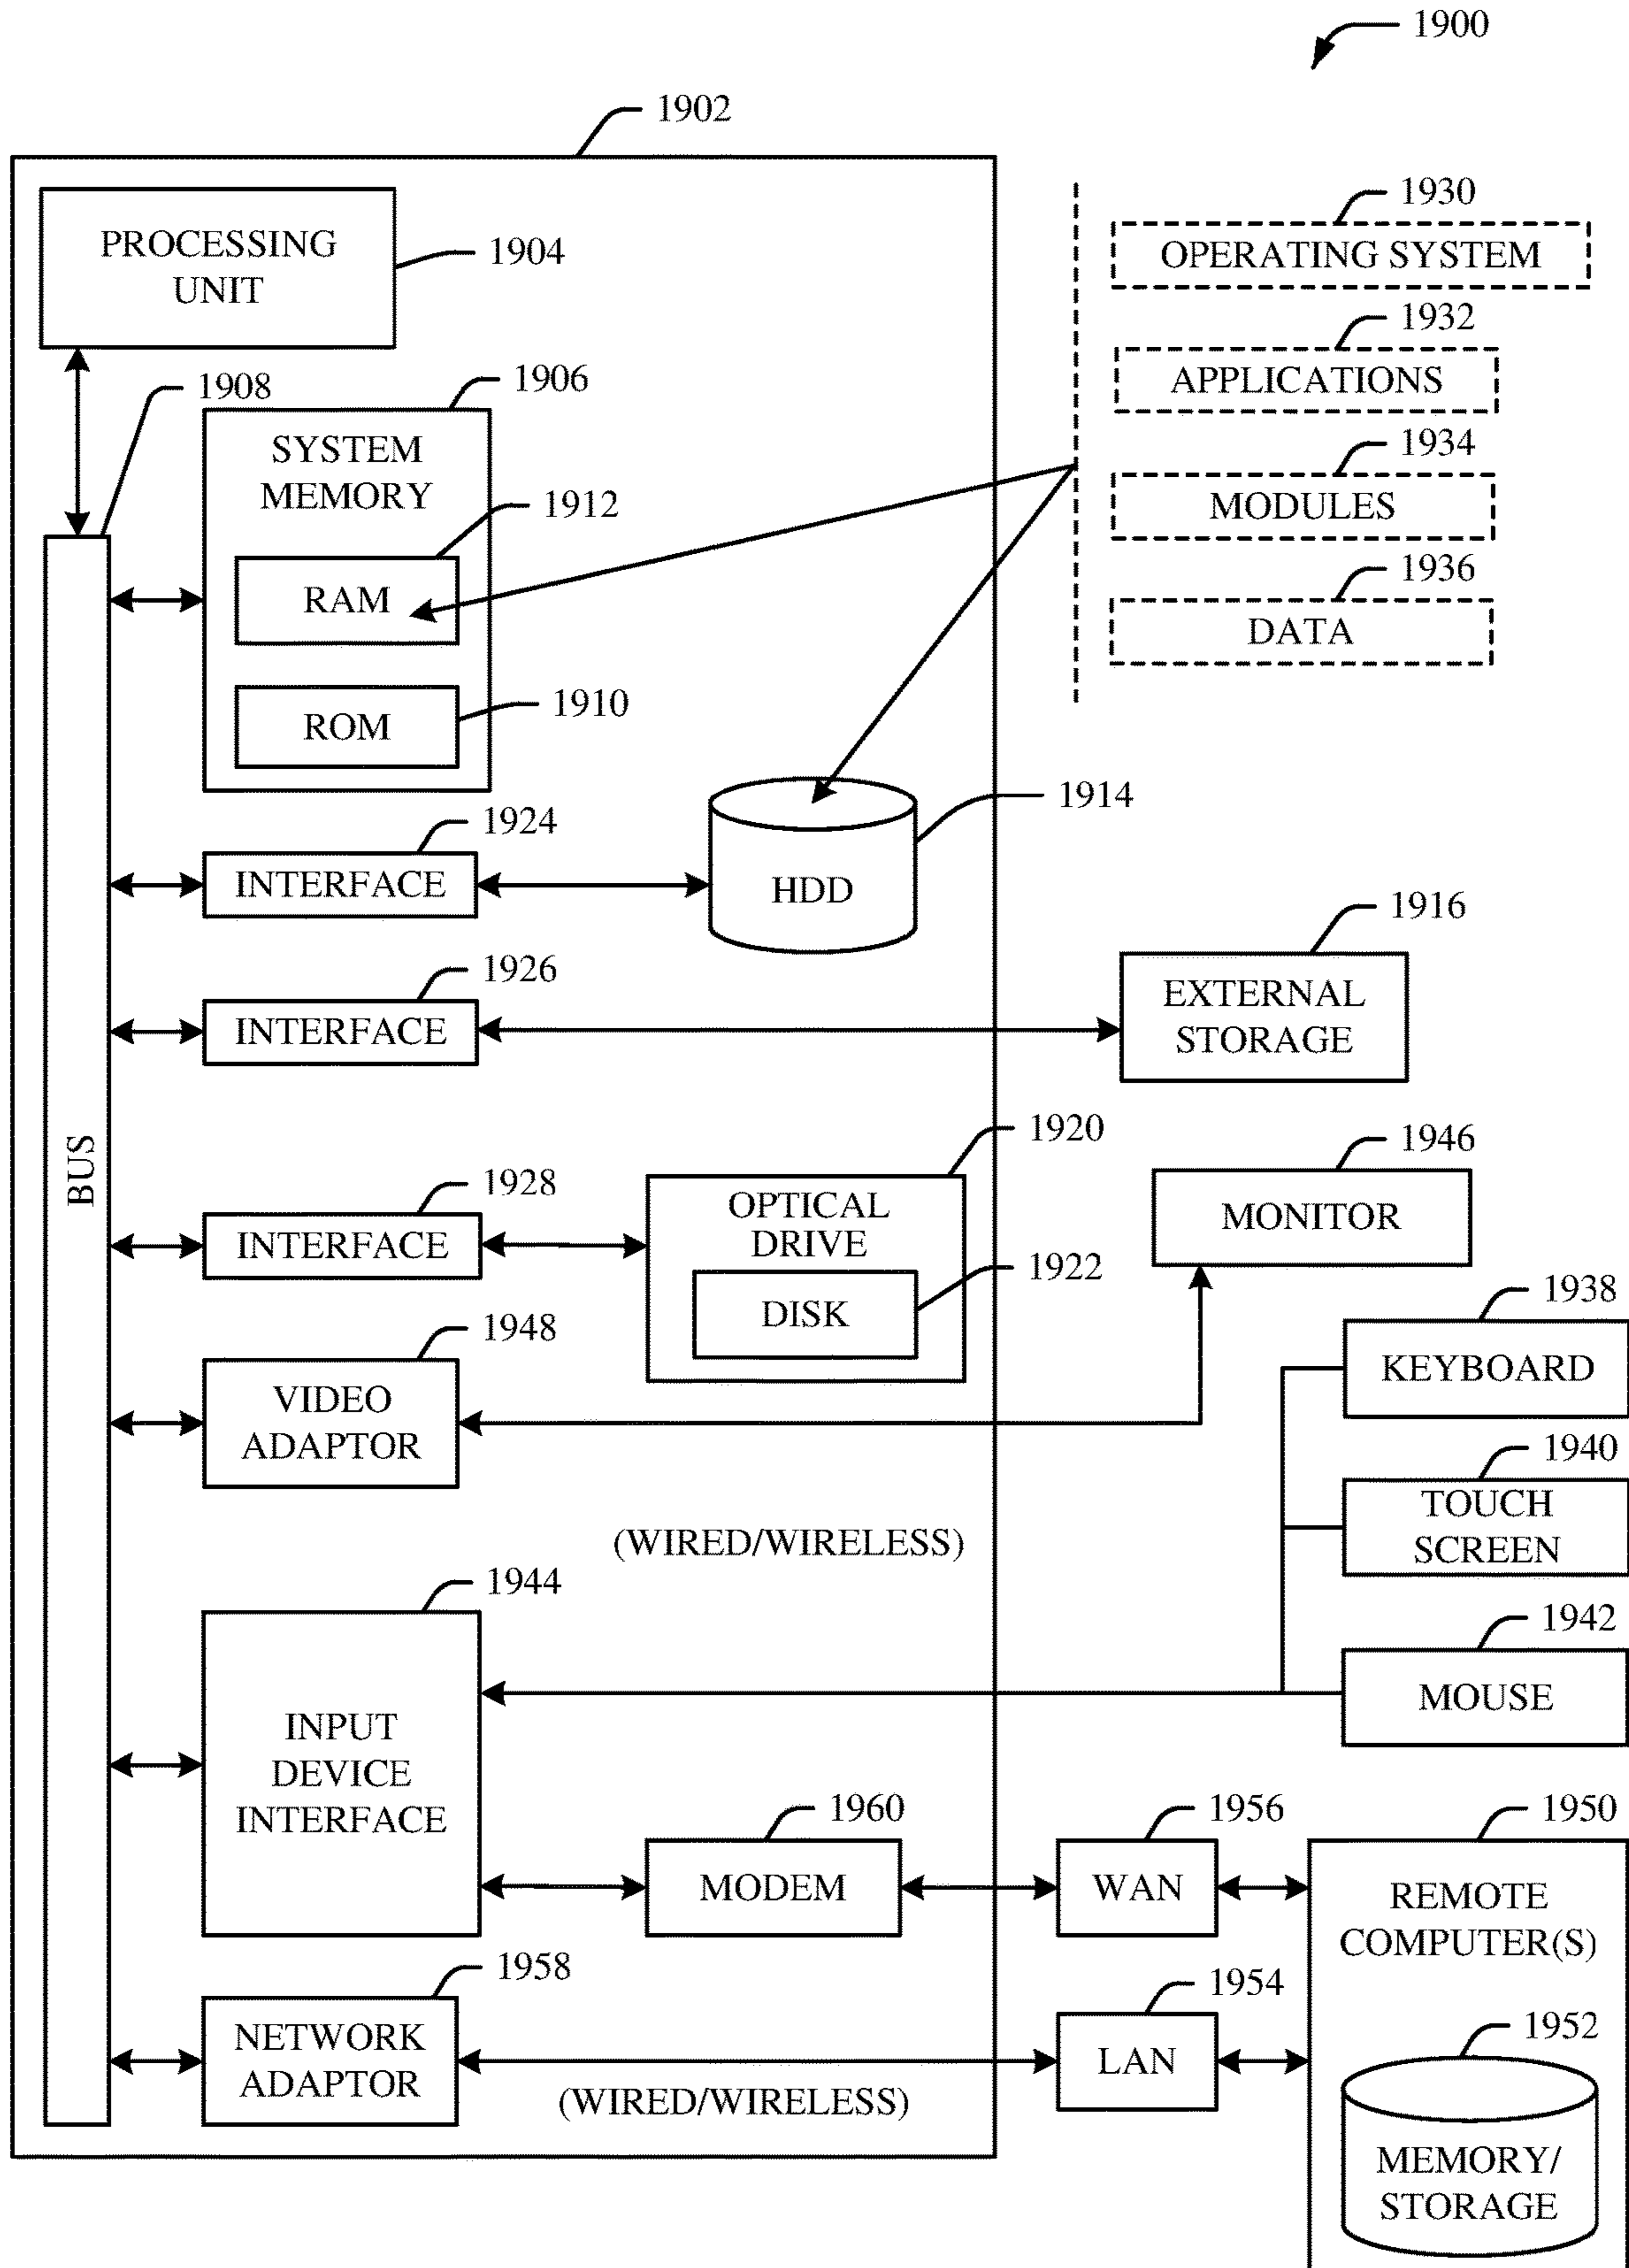 1900
1902
PROCESSING
UNIT
1904
1930
OPERATING SYSTEM
1932
APPLICATIONS
1934
MODULES
1936
DATA
1908
1906
SYSTEM
MEMORY
1912
RAM
1910
ROM
1924
INTERFACE
1914
HDD
1926
INTERFACE
1916
EXTERNAL
STORAGE
BUS
1928
INTERFACE
1920
OPTICAL
DRIVE
1922
DISK
1946
MONITOR
1948
VIDEO
ADAPTOR
1938
KEYBOARD
1940
TOUCH
SCREEN
(WIRED/WIRELESS)
1942
MOUSE
1944
INPUT
DEVICE
INTERFACE
1960
MODEM
1956
WAN
1950
REMOTE
COMPUTER(S)
1958
NETWORK
ADAPTOR
(WIRED/WIRELESS)
1954
LAN
1952
MEMORY/
STORAGE